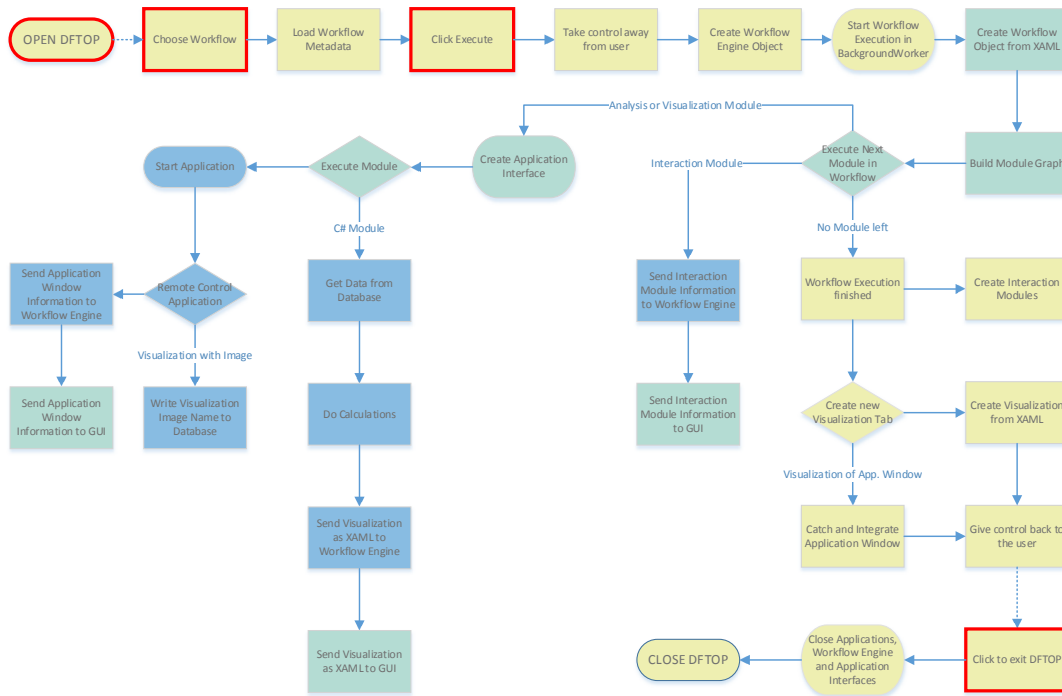 OPEN DFTOP
Choose Workflow
Load Workflow
Metadata
Click Execute
Take control away
from user
Create Workflow
Engine Object
Start Workflow
Execution in
BackgroundWorker
Create Workflow
Object from XAML
Analysis or Visualization Module
Start Application
Execute Module
Create Application
Interface
Interaction Module
Execute Next
Module in
Workflow
Build Module Graph
C# Module
No Module left
Send Application
Window
Information to
Workflow Engine
Remote Control
Application
Get Data from
Database
Send Interaction
Module Information
to Workflow Engine
Workflow Execution
finished
Create Interaction
Modules
Visualization with Image
Send Application
Window
Information to GUI
Write Visualization
Image Name to
Database
Do Calculations
Send Interaction
Module Information
to GUI
Create new
Visualization Tab
Create Visualization
from XAML
Visualization of App. Window
Send Visualization
as XAML to
Workflow Engine
Catch and Integrate
Application Window
Give control back to
the user
Send Visualization
as XAML to GUI
CLOSE DFTOP
Close Applications,
Workflow Engine
and Application
Interfaces
Click to exit DFTOP